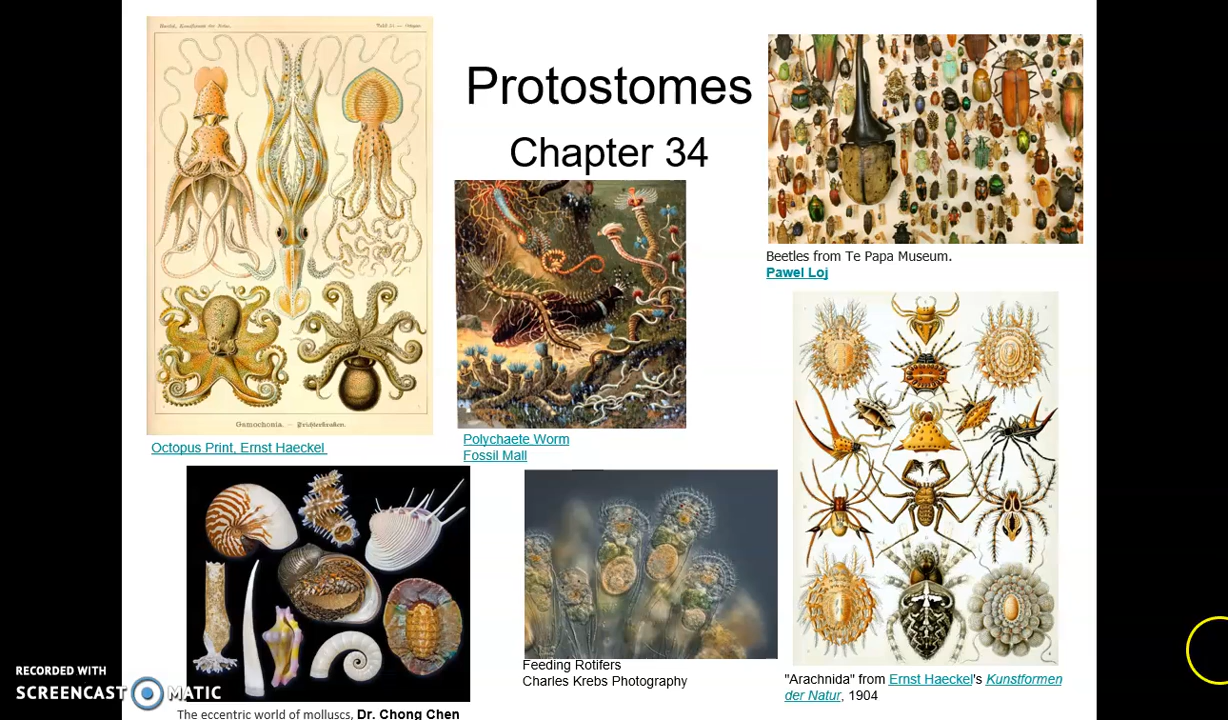 Protostomes
Chapter 34
Gamochonia. — Trichterkraken.
Octopus Print, Ernst Haeckel
Polychaete Worm
Fossil Mall
Beetles from Te Papa Museum.
Pawel Loj
Feeding Rotifers
Charles Krebs Photography
"Arachnida" from Ernst Haeckel's Kunstformen
der Natur, 1904
The eccentric world of molluscs, Dr. Chong Chen
RECORDED WITH
SCREENCAST MATIC